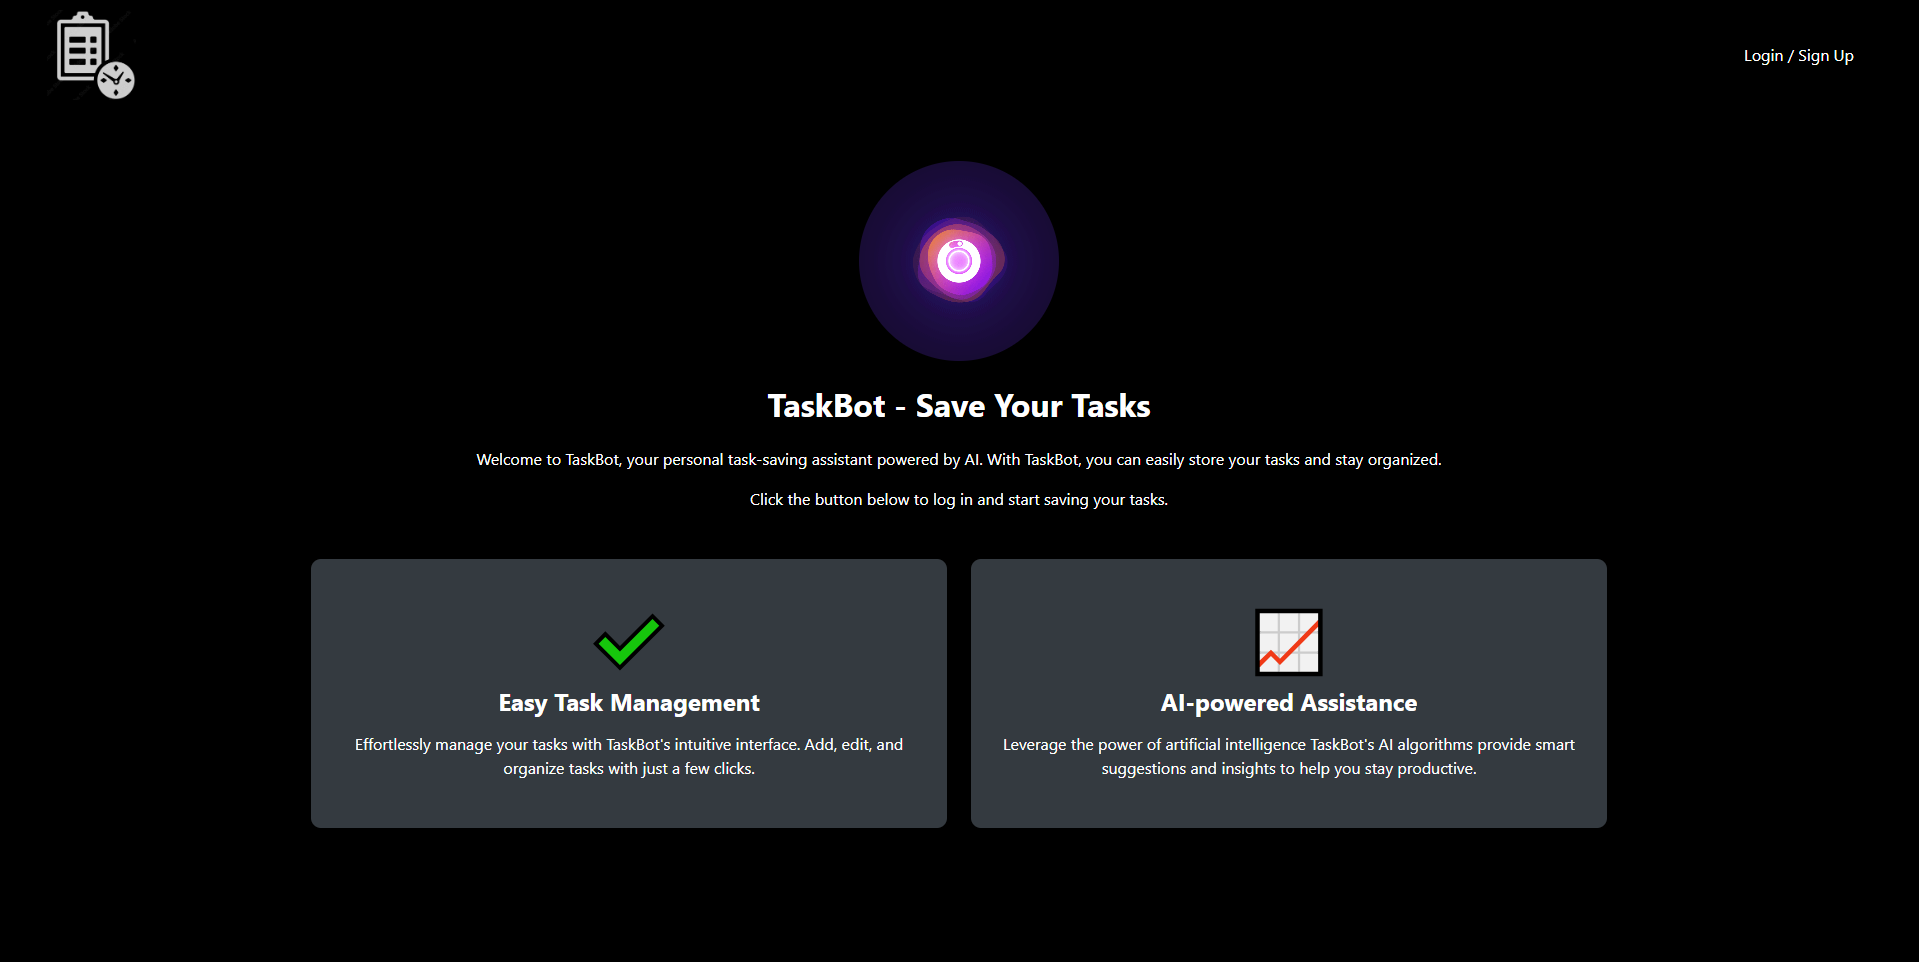 Login / Sign Up
TaskBot - Save Your Tasks
Welcome to TaskBot, your personal task-saving assistant powered by AI. With TaskBot, you can easily store your tasks and stay organized.
Click the button below to log in and start saving your tasks.
Easy Task Management
Effortlessly manage your tasks with TaskBot's intuitive interface. Add, edit, and
organize tasks with just a few clicks.
AI-powered Assistance
Leverage the power of artificial intelligence TaskBot's AI algorithms provide smart
suggestions and insights to help you stay productive.